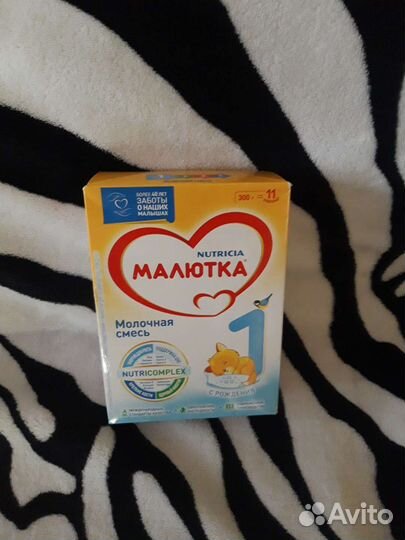 БОЛЕЕ 40 ЛЕТ
ЗАБОТЫ
О НАШИХ
МАЛЫШАХ
300 г = 11
NUTRICIA
МАЛЮТКА®
Молочная
смесь
1
NUTRICOMPLEX
С РОЖДЕНИЯ
Avito